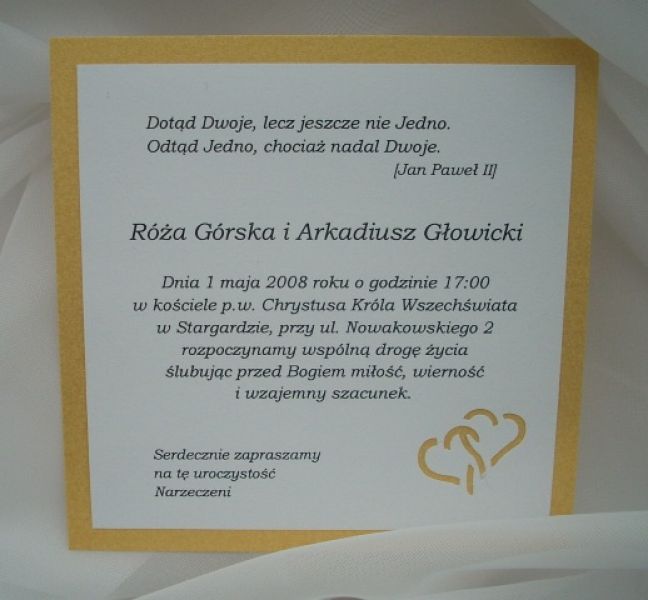 Dotąd Dwoje, lecz jeszcze nie Jedno.
Odtąd Jedno, chociaż nadal Dwoje.
[Jan Paweł II]
Róża Górska i Arkadiusz Głowicki
Dnia 1 maja 2008 roku o godzinie 17:00
w kościele p.w. Chrystusa Króla Wszechświata
w Stargardzie, przy ul. Nowakowskiego 2
rozpoczynamy wspólną drogę życia
ślubując przed Bogiem miłość, wierność
i wzajemny szacunek.
Serdecznie zapraszamy
na tę uroczystość
Narzeczeni